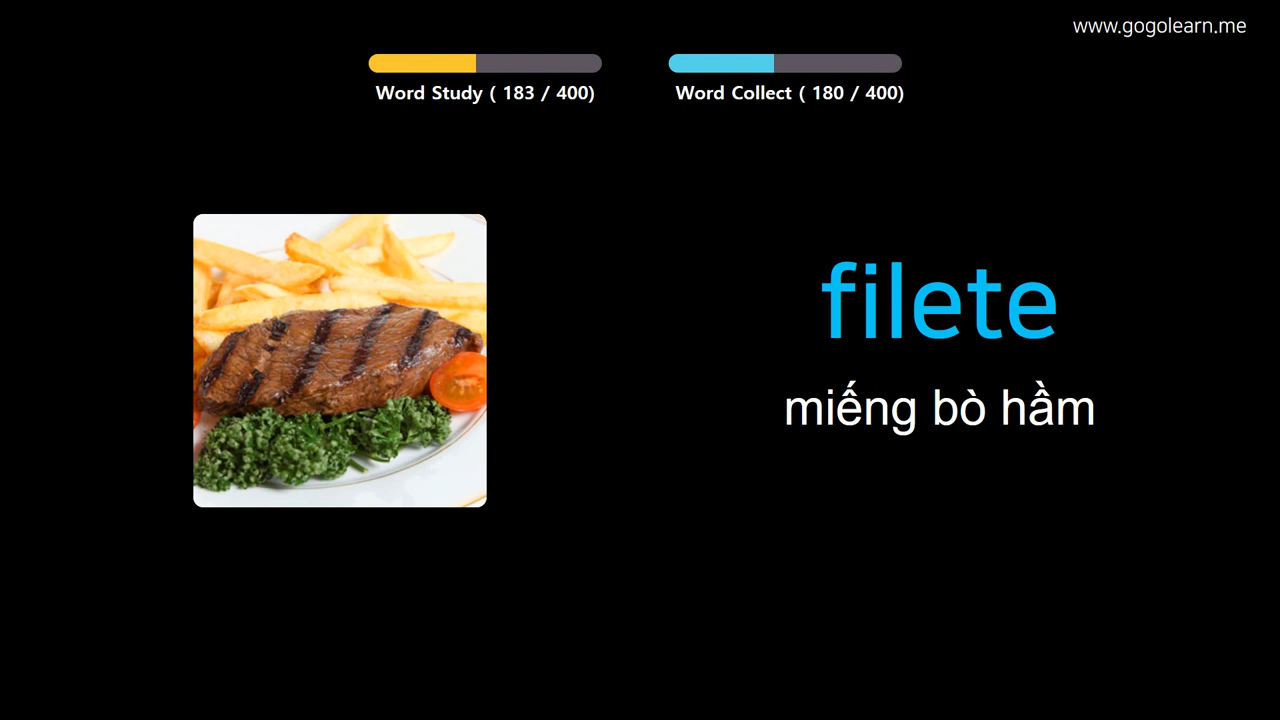 www.gogolearn.me
Word Study ( 183 / 400)
Word Collect ( 180 / 400)
filete
miếng bò hầm